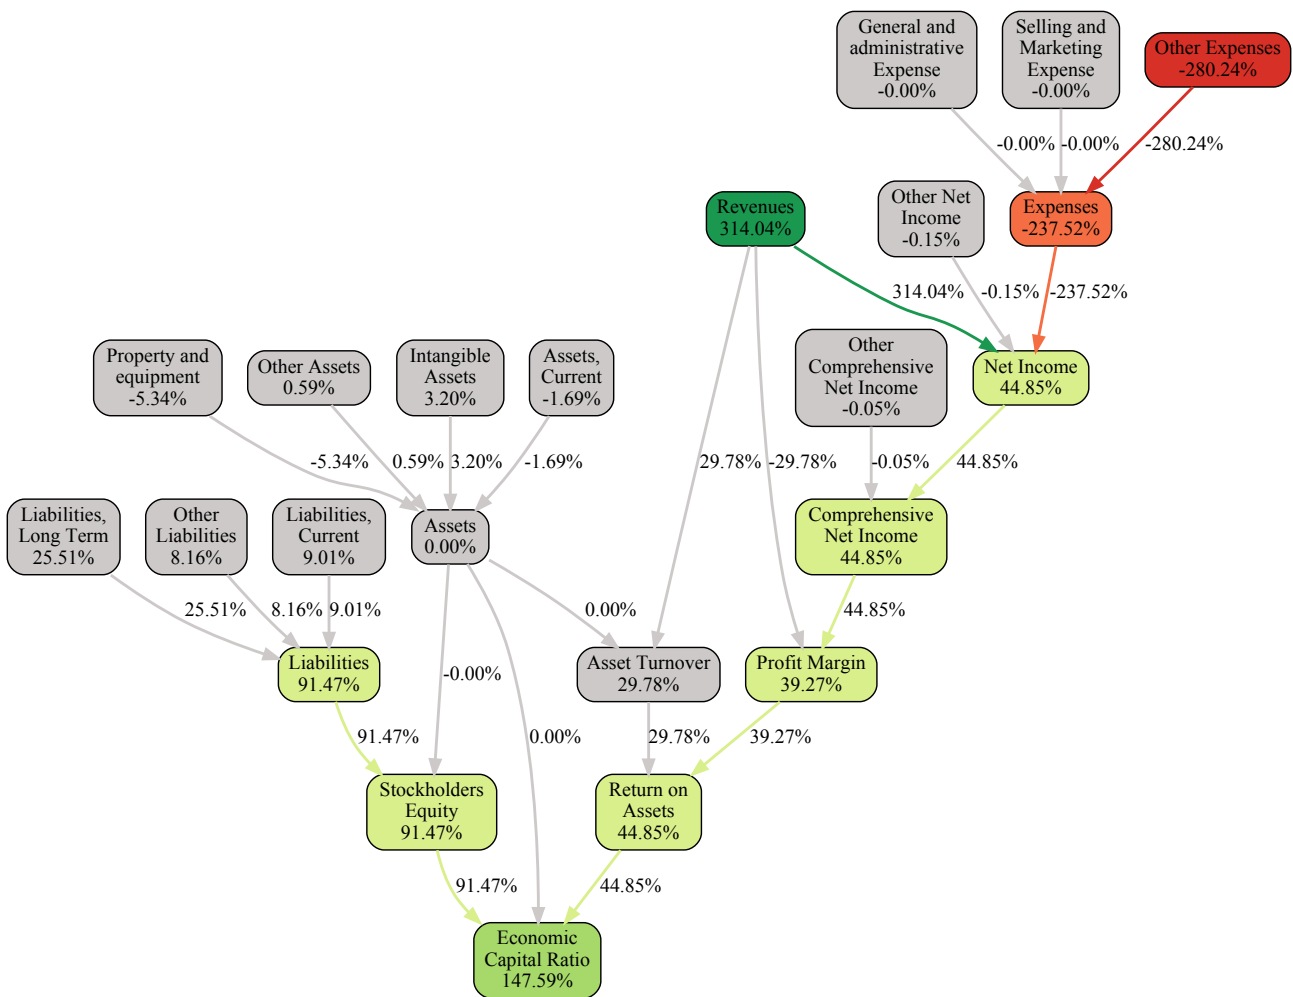 General and
administrative
Expense
-0.00%
Selling and
Marketing
Expense
-0.00%
Other Expenses
-280.24%
-0.00%
-0.00%
-280.24%
Revenues
314.04%
Other Net
Income
-0.15%
Expenses
-237.52%
314.04%
-0.15%
-237.52%
Property and
equipment
-5.34%
Other Assets
0.59%
Intangible
Assets
3.20%
Assets,
Current
-1.69%
Other
Comprehensive
Net Income
-0.05%
Net Income
44.85%
-5.34%
0.59%
3.20%
-1.69%
29.78%
-29.78%
-0.05%
44.85%
Liabilities,
Long Term
25.51%
Other
Liabilities
8.16%
Liabilities,
Current
9.01%
Assets
0.00%
Comprehensive
Net Income
44.85%
25.51%
8.16%
9.01%
0.00%
44.85%
Liabilities
91.47%
-0.00%
Asset Turnover
29.78%
Profit Margin
39.27%
91.47%
0.00%
29.78%
39.27%
Stockholders
Equity
91.47%
Return on
Assets
44.85%
91.47%
44.85%
Economic
Capital Ratio
147.59%